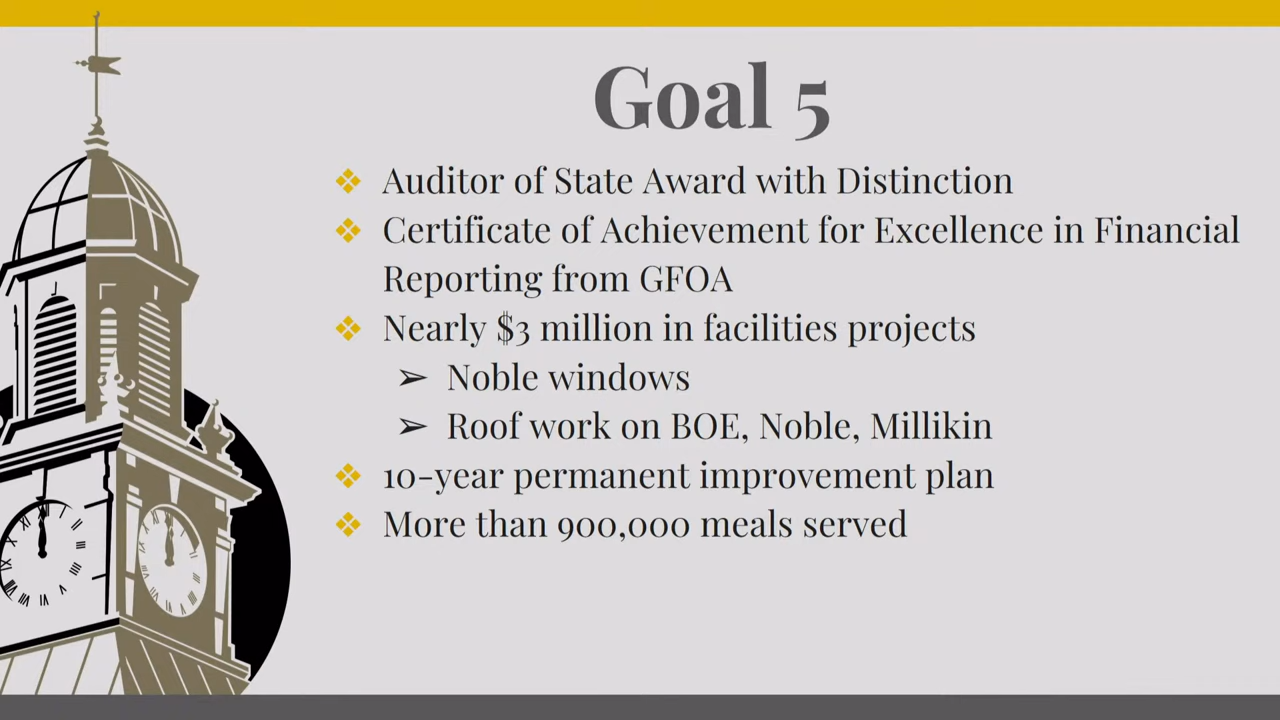 Goal 5
❖ Auditor of State Award with Distinction
❖ Certificate of Achievement for Excellence in Financial
Reporting from GFOA
❖ Nearly $3 million in facilities projects
➢ Noble windows
➢ Roof work on BOE, Noble, Millikin
❖ 10-year permanent improvement plan
❖ More than 900,000 meals served